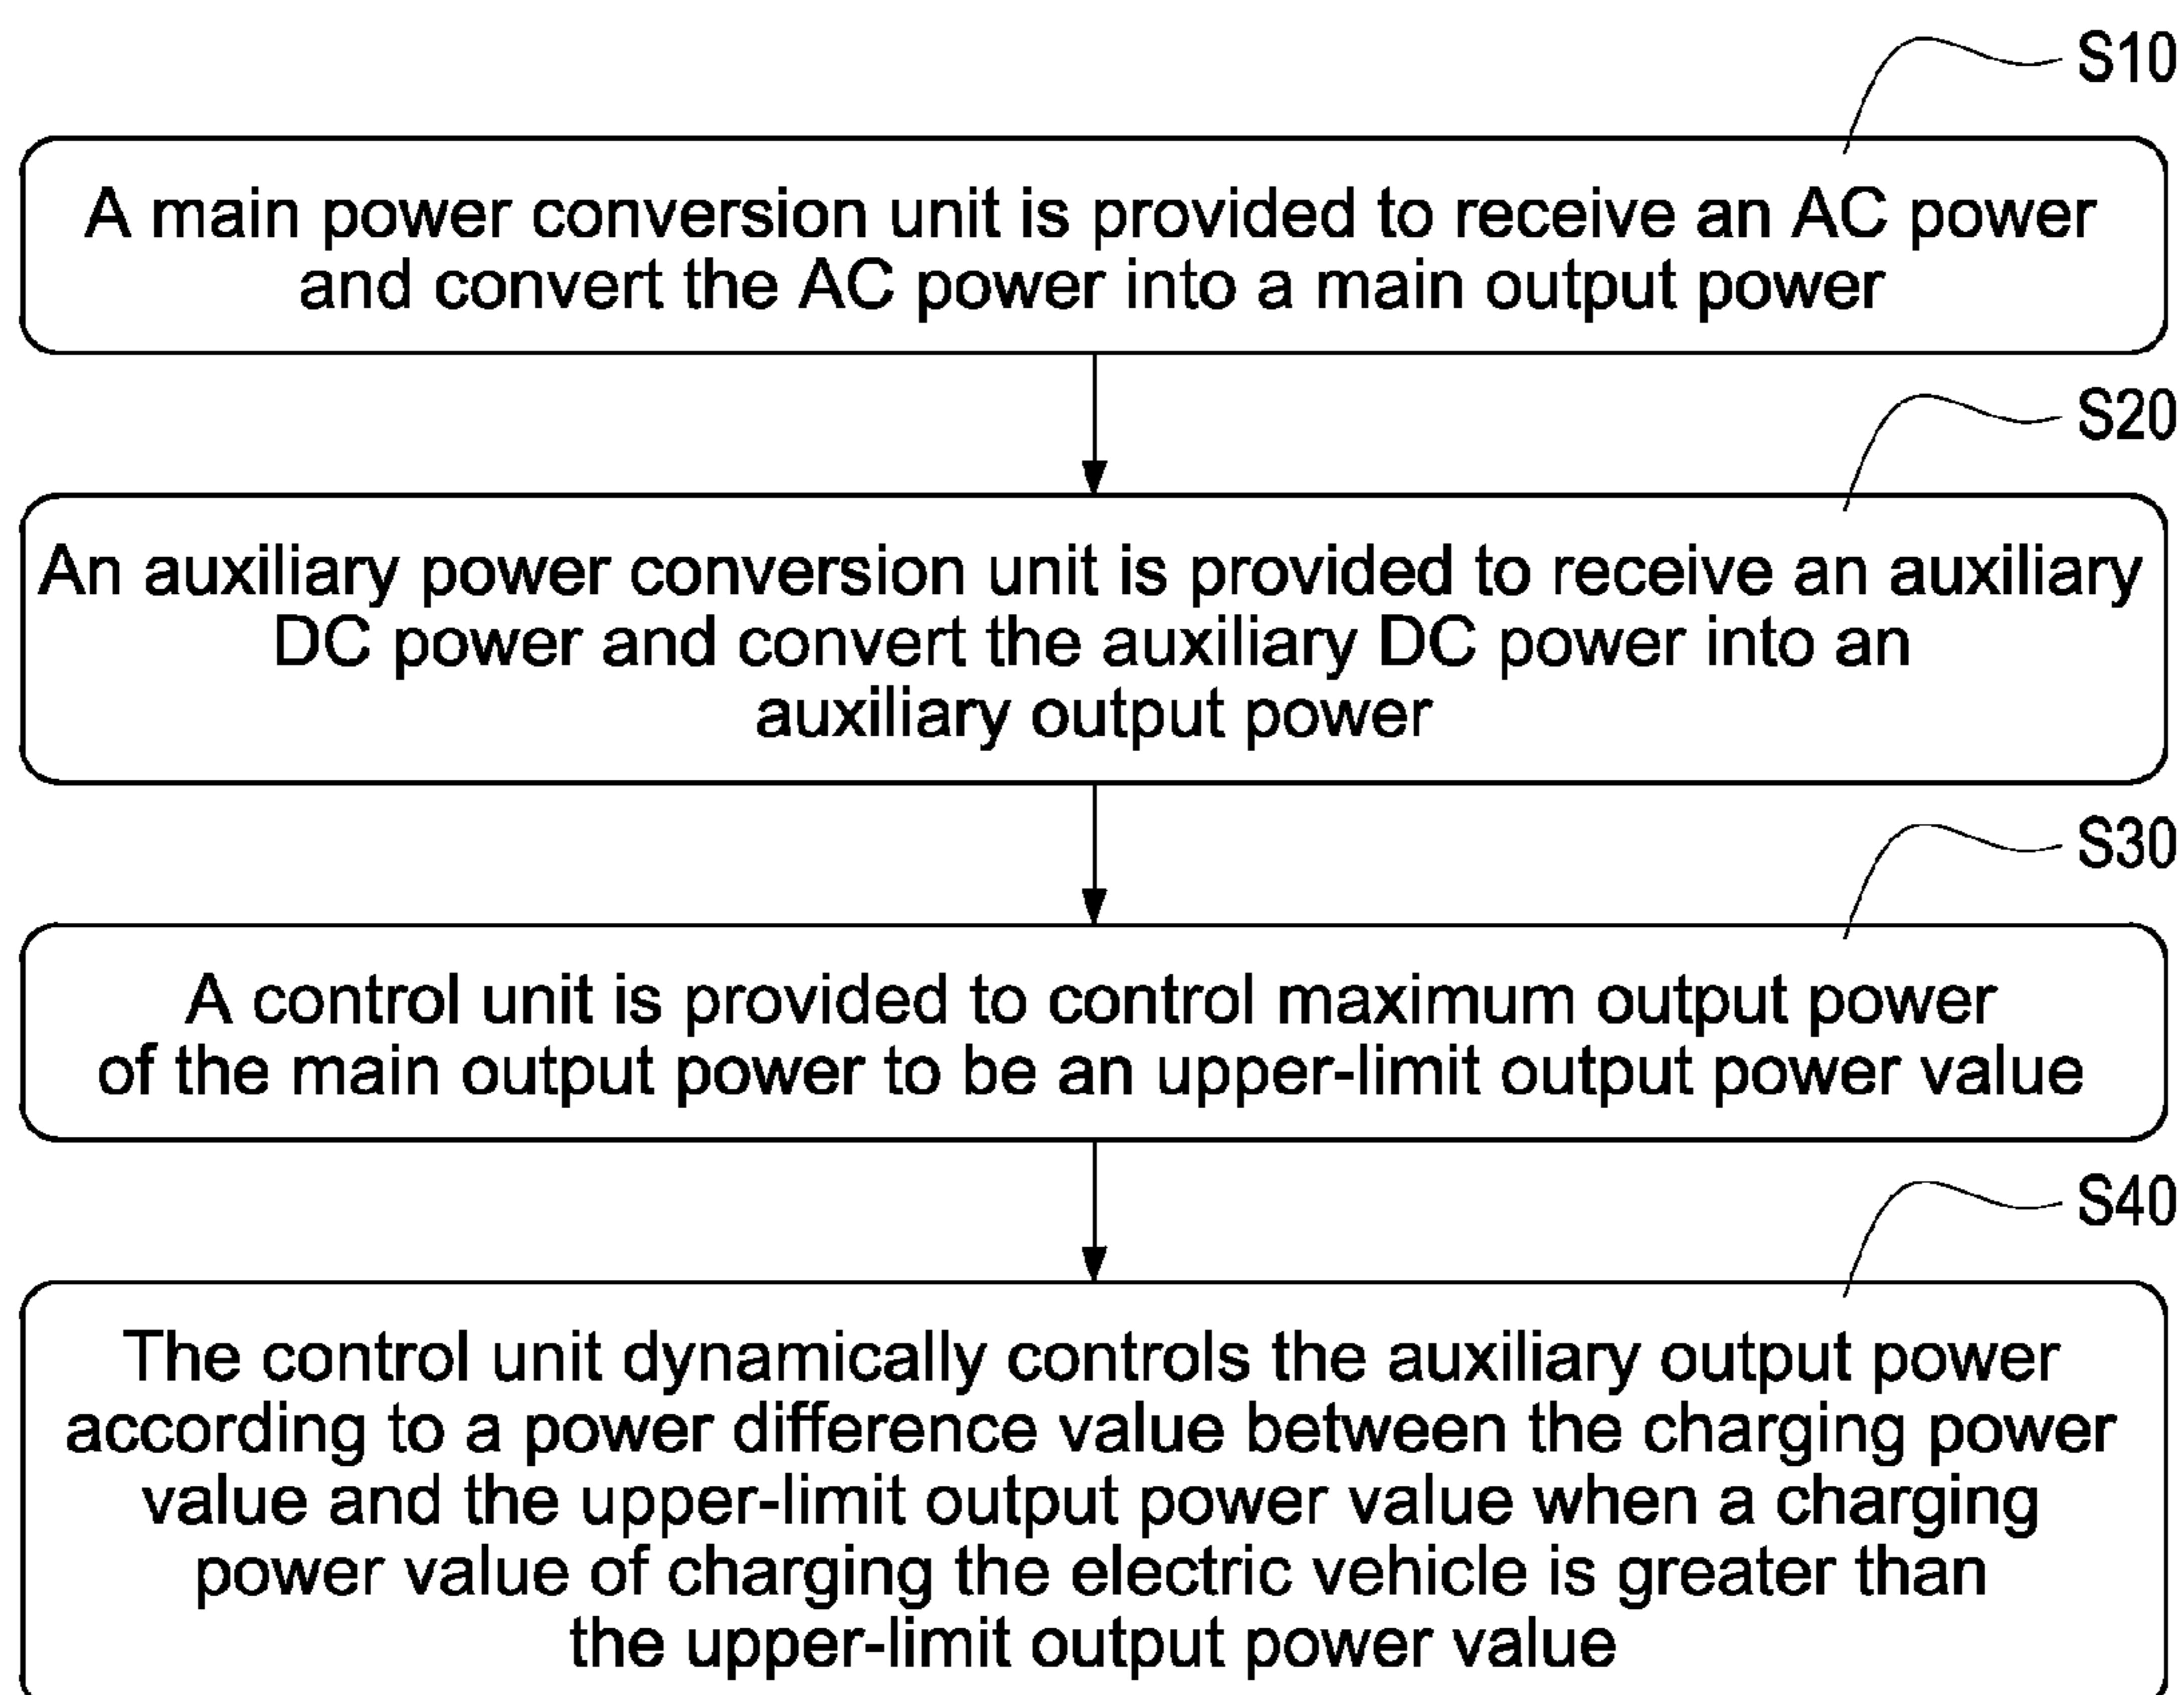 S10
A main power conversion unit is provided to receive an AC power
and convert the AC power into a main output power
S20
An auxiliary power conversion unit is provided to receive an auxiliary
DC power and convert the auxiliary DC power into an
auxiliary output power
S30
A control unit is provided to control maximum output power
of the main output power to be an upper-limit output power value
S40
The control unit dynamically controls the auxiliary output power
according to a power difference value between the charging power
value and the upper-limit output power value when a charging
power value of charging the electric vehicle is greater than
the upper-limit output power value